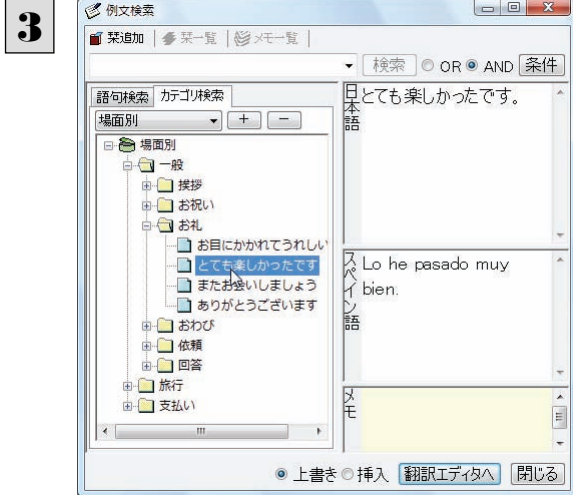 3
例文検索
栞追加 栞一覧 メモ一覧
検索 OR AND 条件
語句検索 カテゴリ検索
場面別 + -
場面別
一般
挨拶
お祝い
お礼
お目にかかれてうれしい
とても楽しかったです
またお会いしましょう
ありがとうございます
おわび
依頼
回答
旅行
支払い
日本語
とても楽しかったです。
スペイン語
Lo he pasado muy
bien.
メモ
上書き 挿入 翻訳エディタへ 閉じる